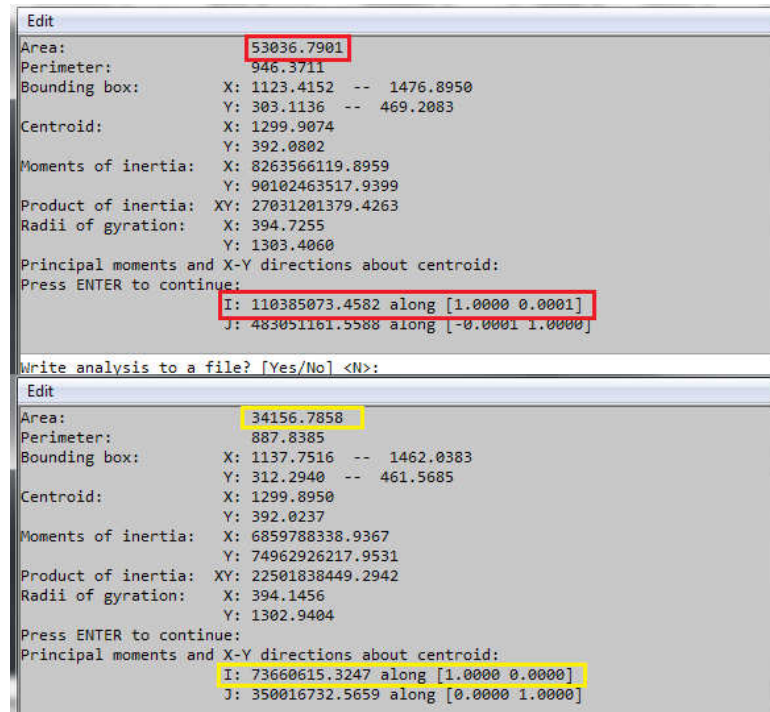 Edit
Area: 53036.7901
Perimeter: 946.3711
Bounding box: X: 1123.4152 -- 1476.8950
Y: 303.1136 -- 469.2083
Centroid: X: 1299.9074
Y: 392.0802
Moments of inertia: X: 8263566119.8959
Y: 90102463517.9399
Product of inertia: XY: 27031201379.4263
Radii of gyration: X: 394.7255
Y: 1303.4060
Principal moments and X-Y directions about centroid:
Press ENTER to continue:
I: 110385073.4582 along [1.0000 0.0001]
J: 483051161.5588 along [-0.0001 1.0000]
Write analysis to a file? [Yes/No] <N>:
Edit
Area: 34156.7858
Perimeter: 887.8385
Bounding box: X: 1137.7516 -- 1462.0383
Y: 312.2940 -- 461.5685
Centroid: X: 1299.8950
Y: 392.0237
Moments of inertia: X: 6859788338.9367
Y: 74962926217.9531
Product of inertia: XY: 22501838449.2942
Radii of gyration: X: 394.1456
Y: 1302.9404
Press ENTER to continue:
Principal moments and X-Y directions about centroid:
I: 73660615.3247 along [1.0000 0.0000]
J: 350016732.5659 along [0.0000 1.0000]